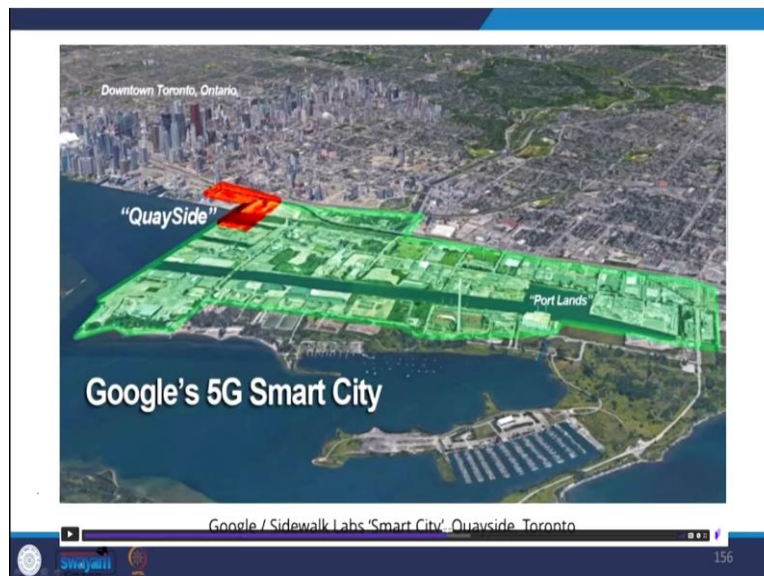 Downtown Toronto, Ontario,
"QuaySide"
"Port Lands"
Google's 5G Smart City
Google / Sidewalk Labs 'Smart City', Quayside, Toronto
swayam
156